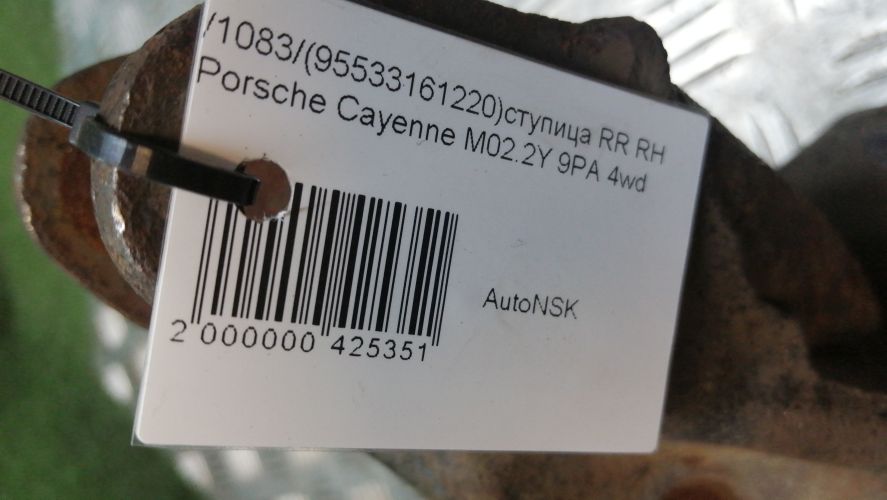 /1083/(95533161220)ступица RR RH
Porsche Cayenne M02.2Y 9PA 4wd
AutoNSK
2 000000 425351